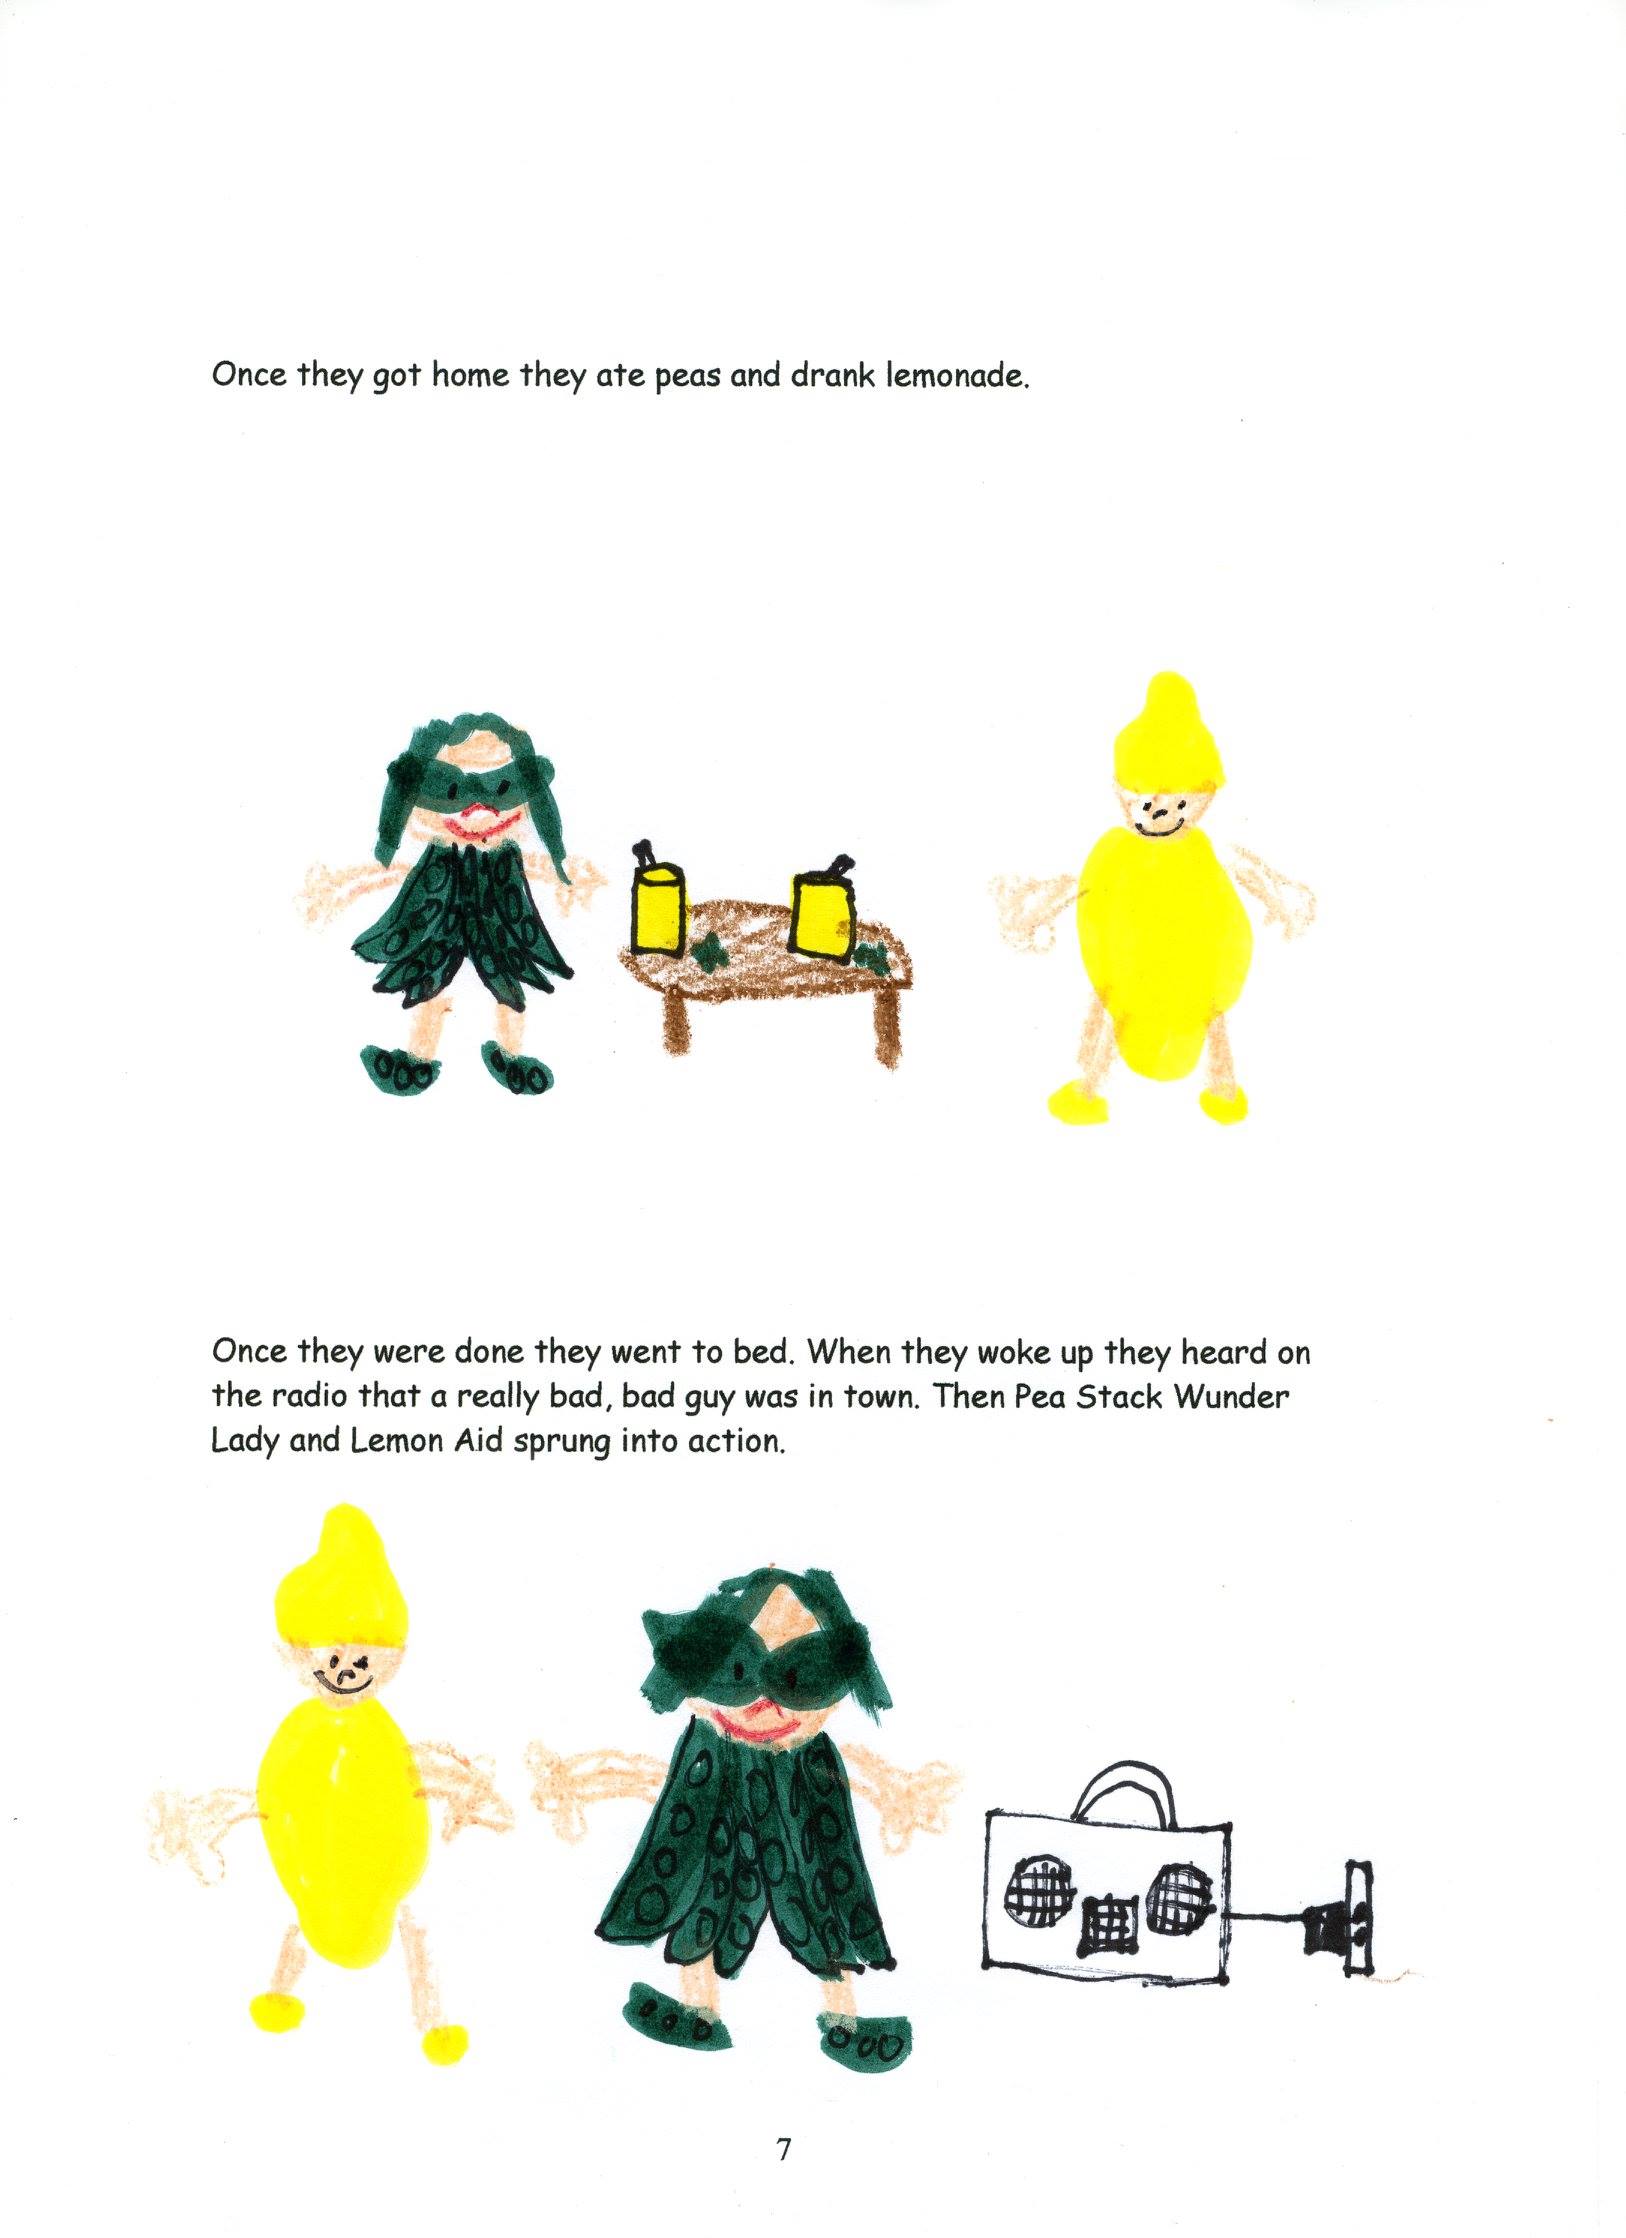 Once they got home they ate peas and drank lemonade.
Once they were done they went to bed. When they woke up they heard on
the radio that a really bad, bad guy was in town. Then Pea Stack Wunder
Lady and Lemon Aid sprung into action.
7